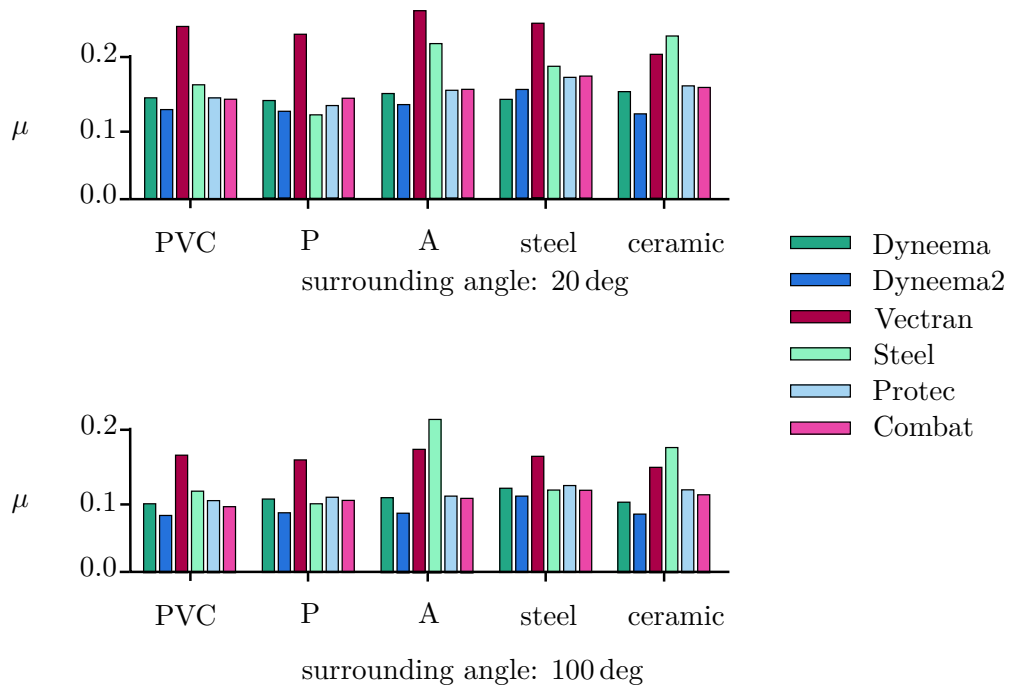 0.2
μ
0.1
0.0
PVC P A steel ceramic
surrounding angle: 20 deg
Dyneema
Dyneema2
Vectran
Steel
Protec
Combat
0.2
μ
0.1
0.0
PVC P A steel ceramic
surrounding angle: 100 deg